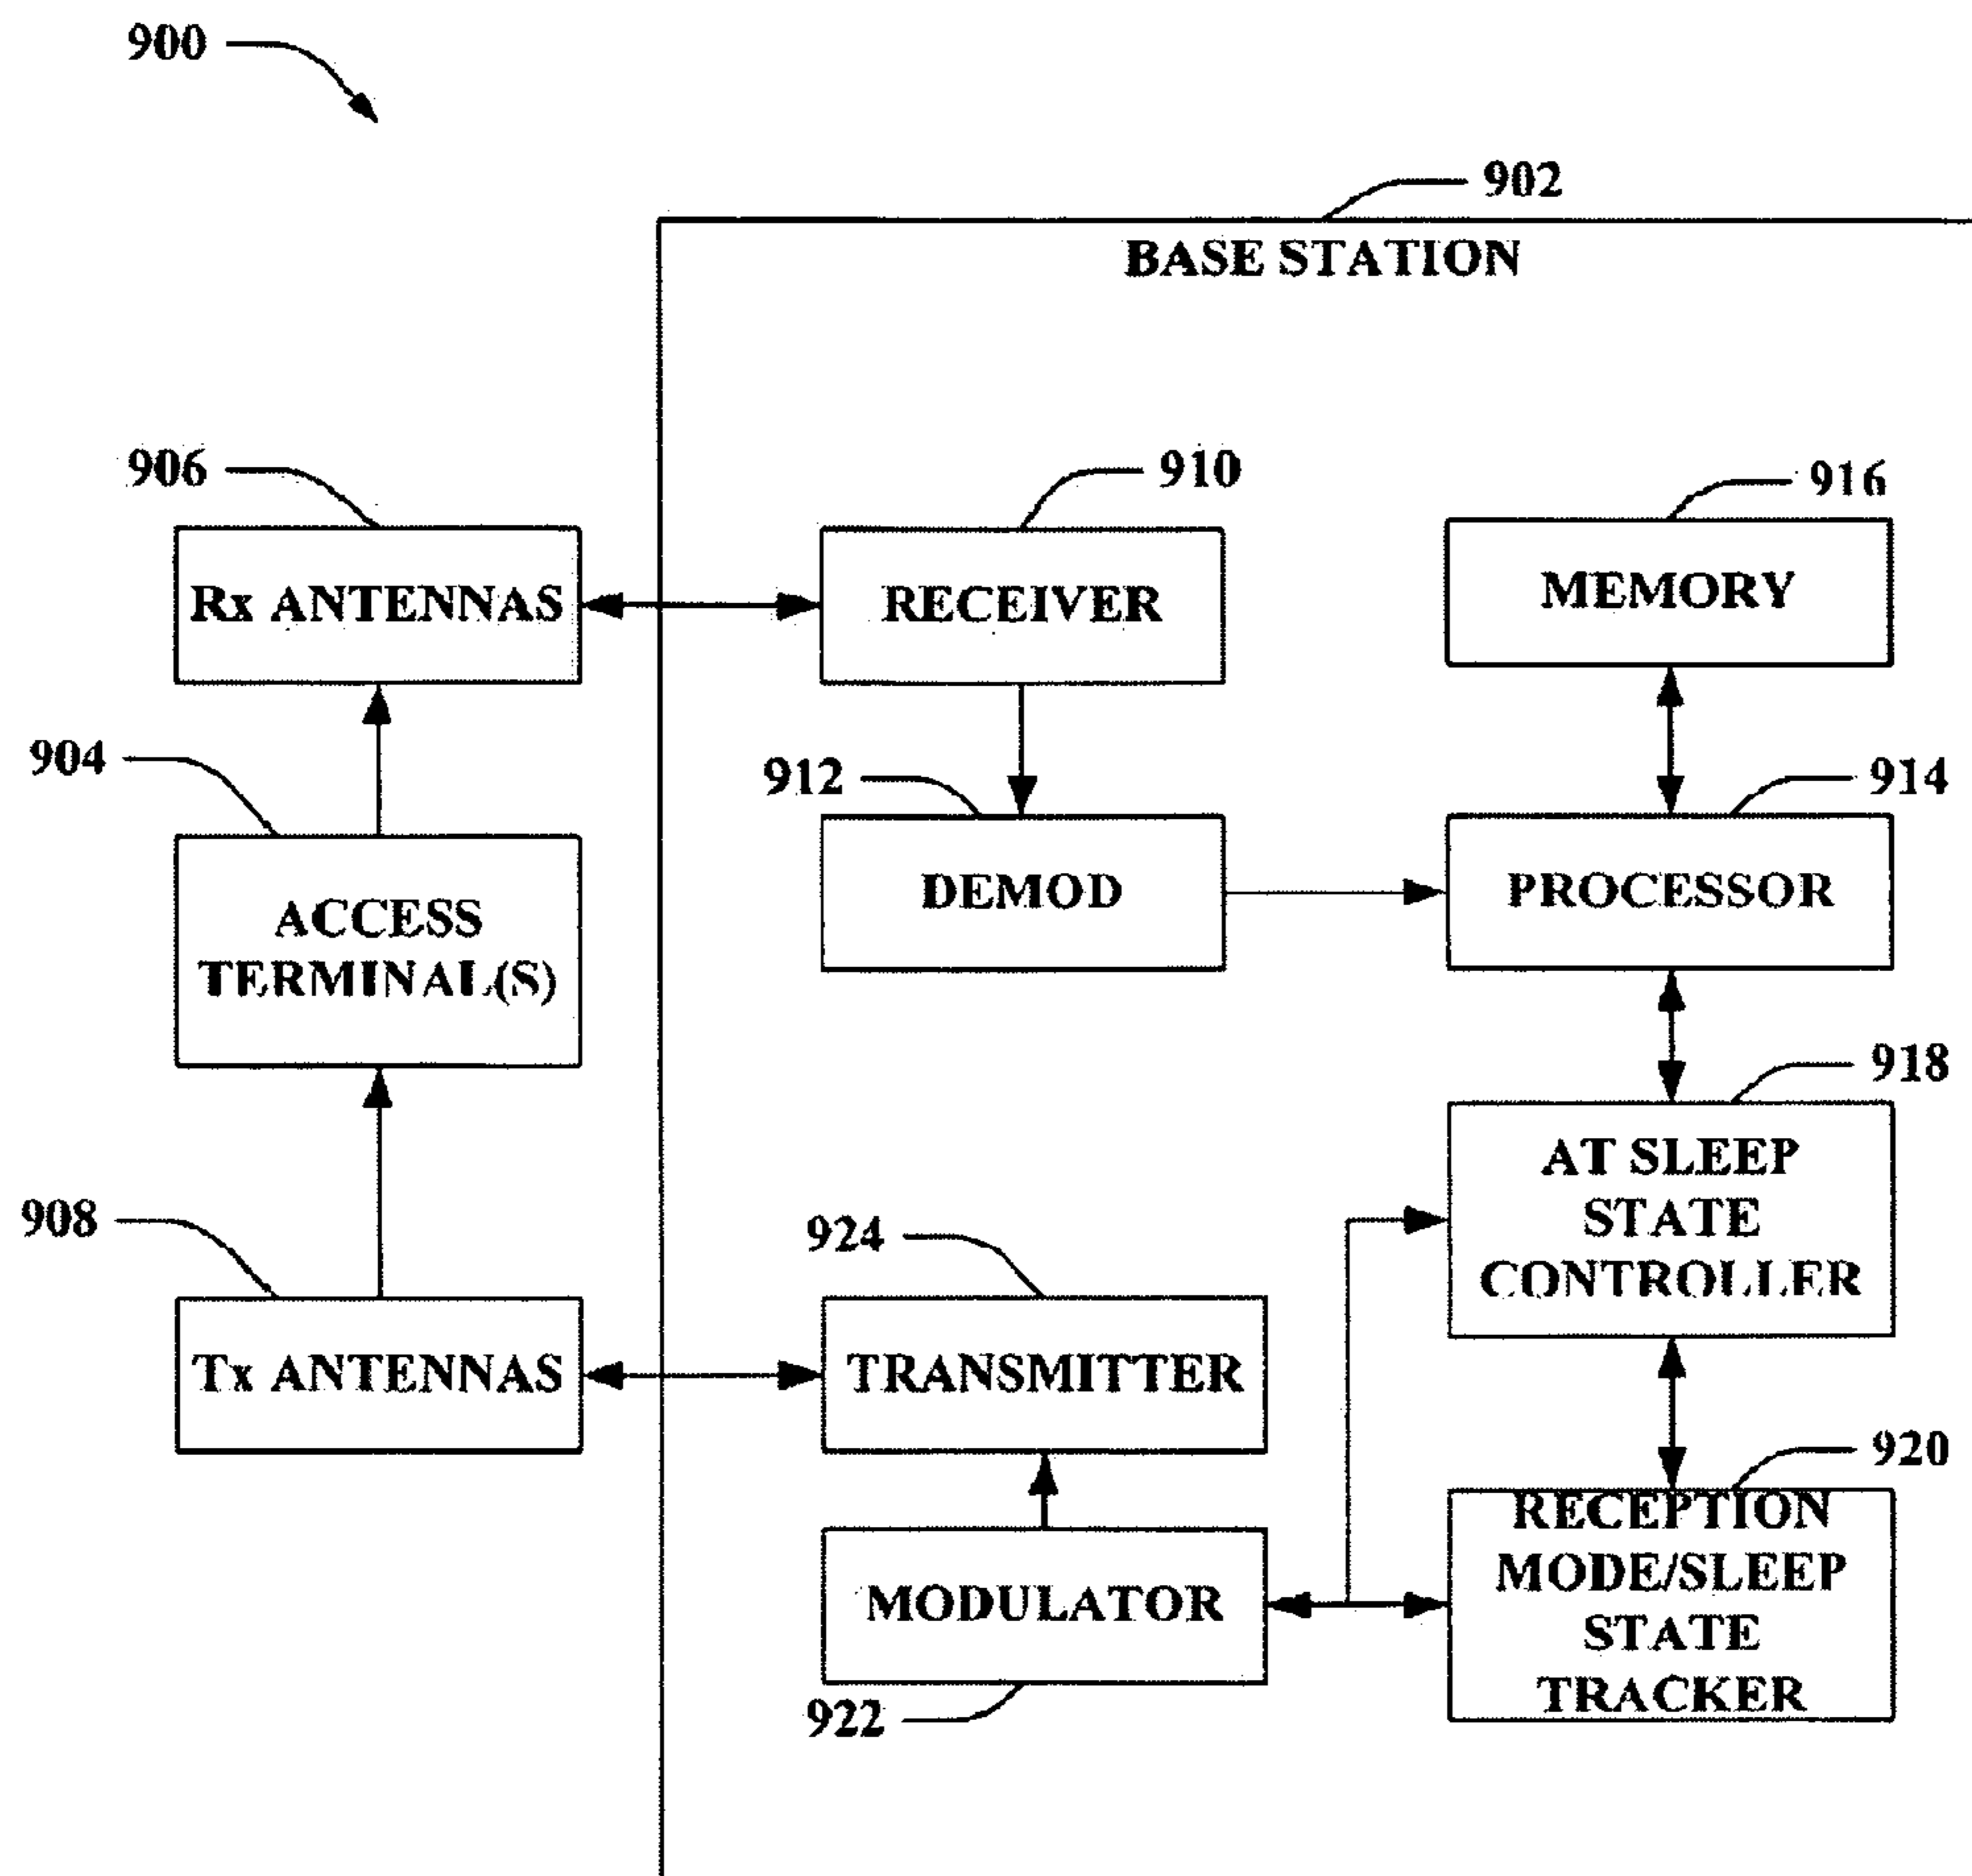 900
902
BASE STATION
906
910
916
Rx ANTENNAS
RECEIVER
MEMORY
904
912
914
ACCESS
TERMINAL(S)
DEMOD
PROCESSOR
918
908
924
AT SLEEP
STATE
CONTROLLER
Tx ANTENNAS
TRANSMITTER
920
MODULATOR
922
RECEPTION
MODE/SLEEP
STATE
TRACKER